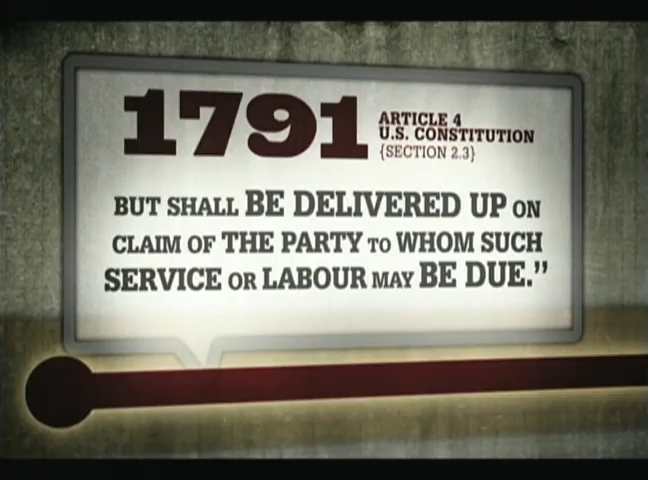 1791
ARTICLE 4
U.S. CONSTITUTION
{SECTION 2.3}
BUT SHALL BE DELIVERED UP ON
CLAIM OF THE PARTY TO WHOM SUCH
SERVICE OR LABOUR MAY BE DUE.”